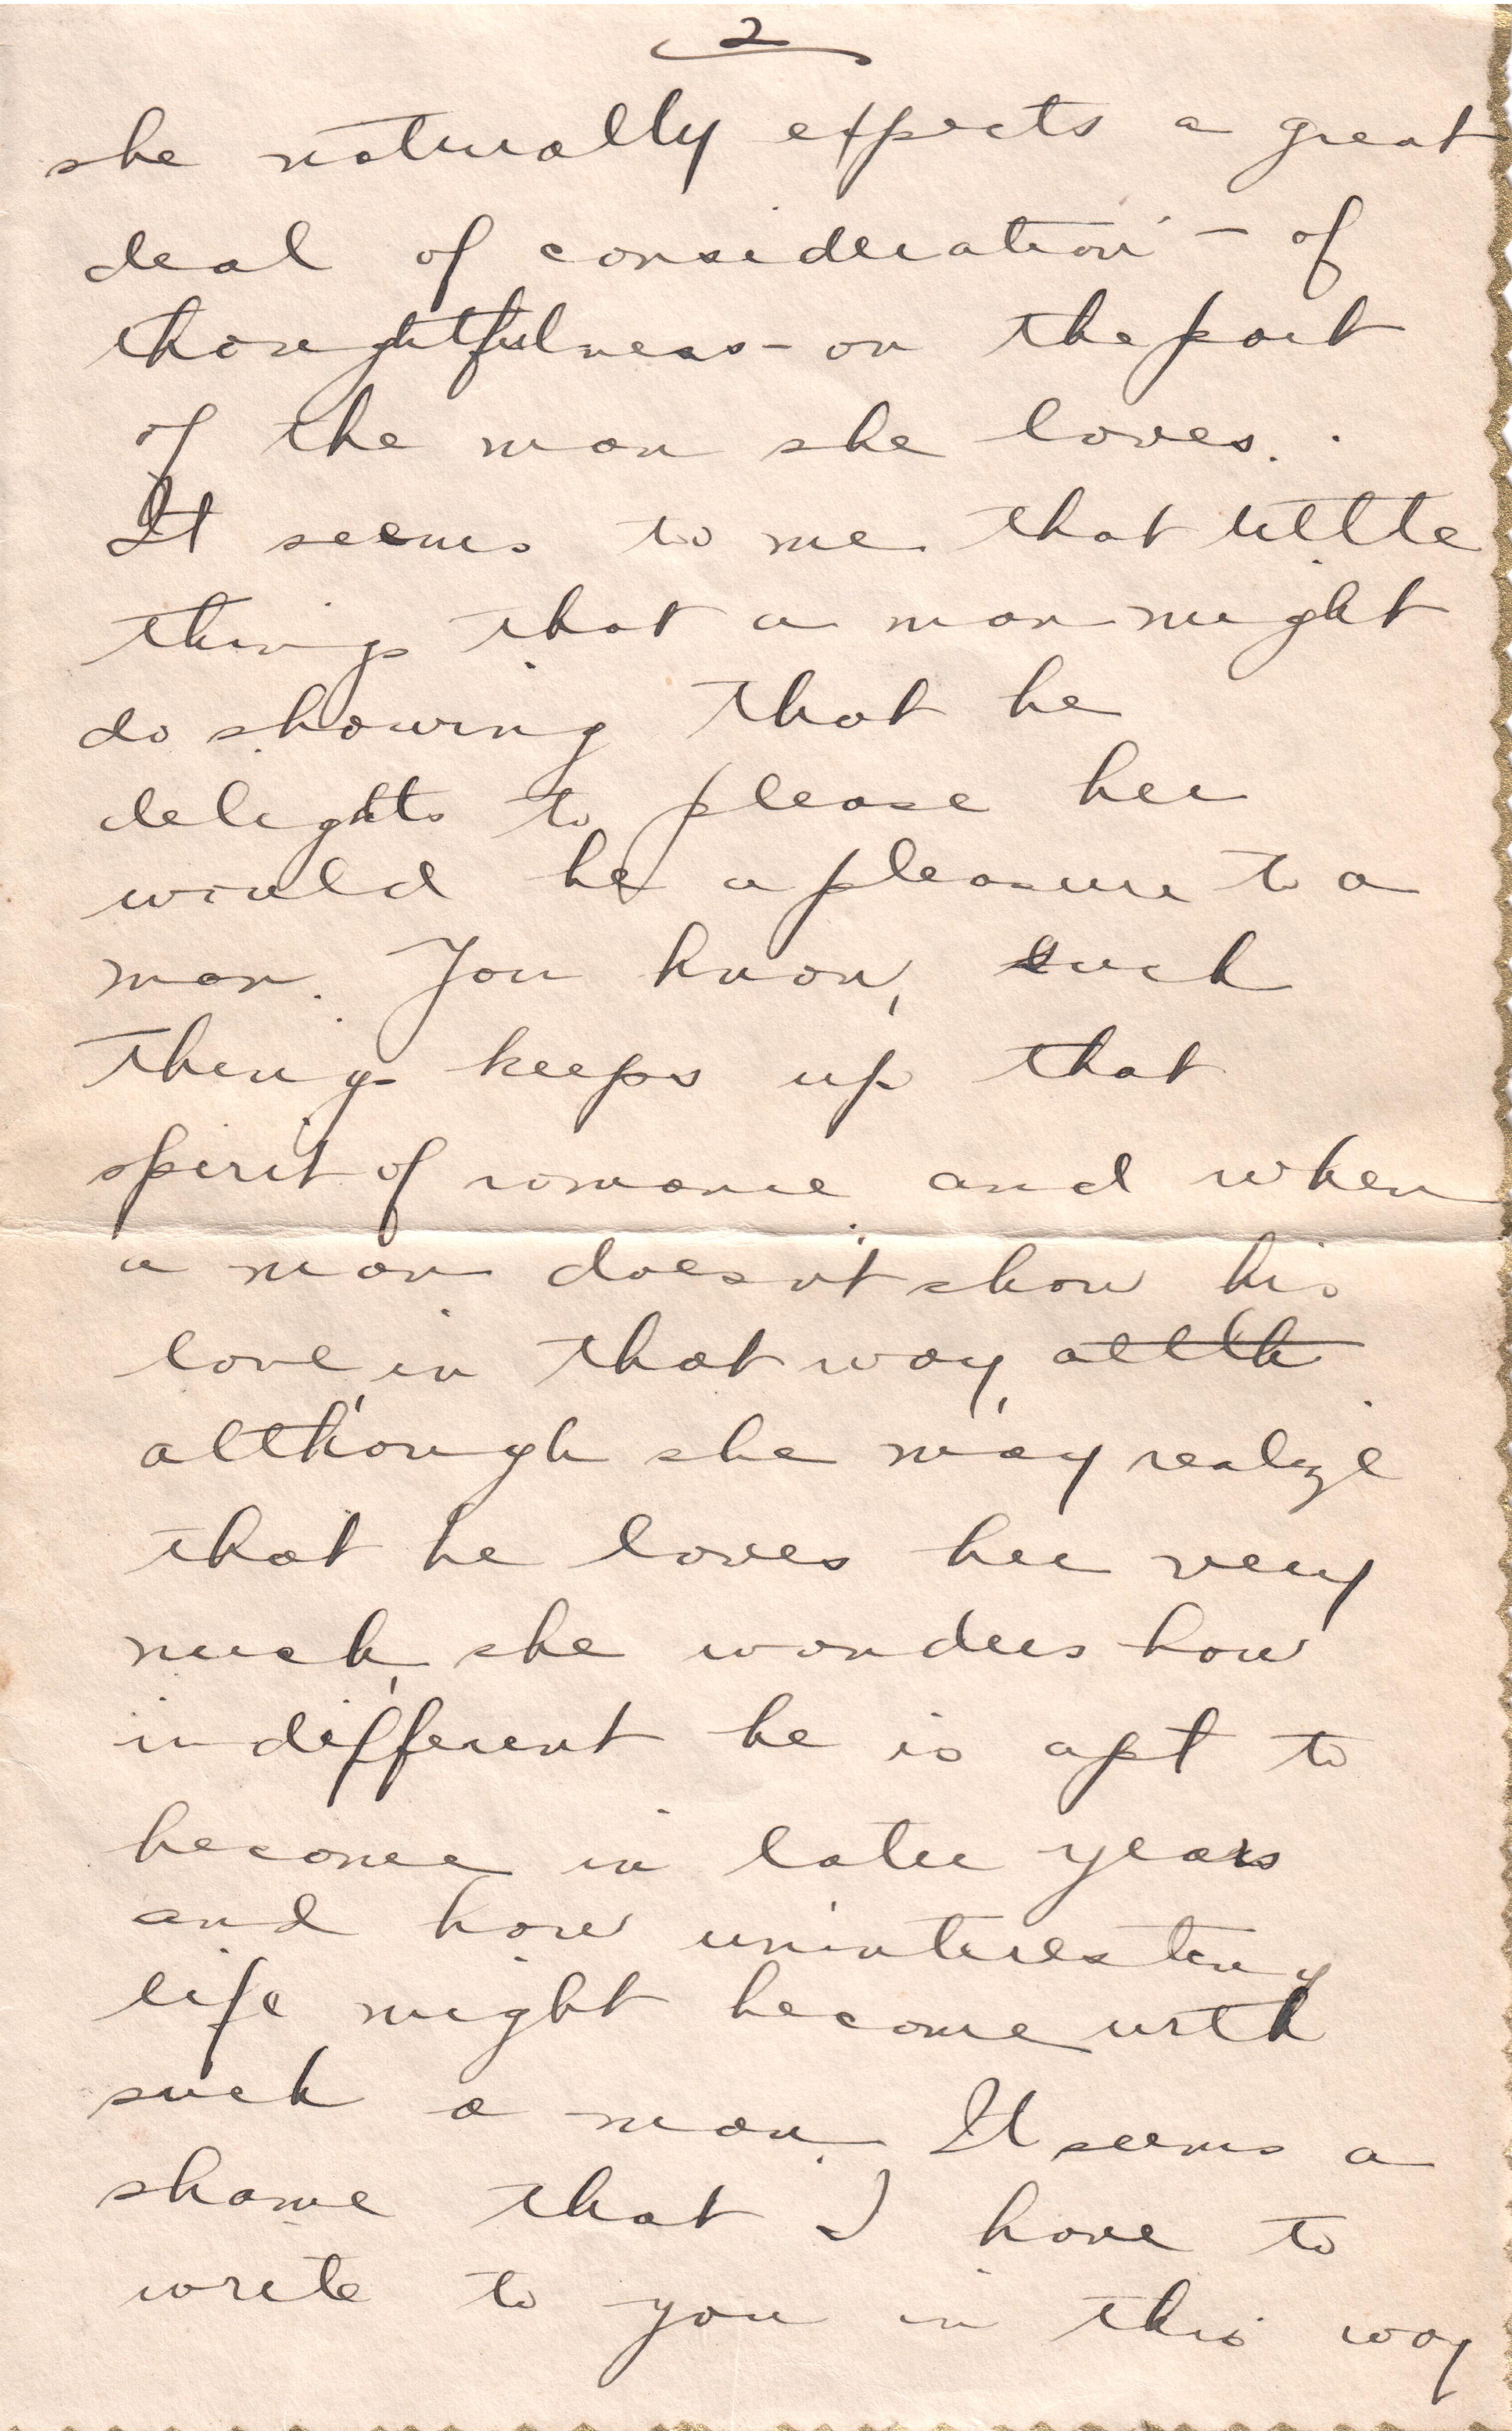 2
she naturally expects a great
deal of consideration - of
thoughtfulness - on the part
of the man she loves.
It seems to me that little
things that a man might
do showing that he
delights to please her
would be a pleasure to a
man. You know, such
things keeps up that
spirit of romance and when
a man doesn't show his
love, in that way, allth
although she may realize
that he loves her very
much, she wonders how
indifferent he is apt to
become in later years
and how uninteresting
life might become with
such a man. It seems a
shame that I have to
write to you in this way